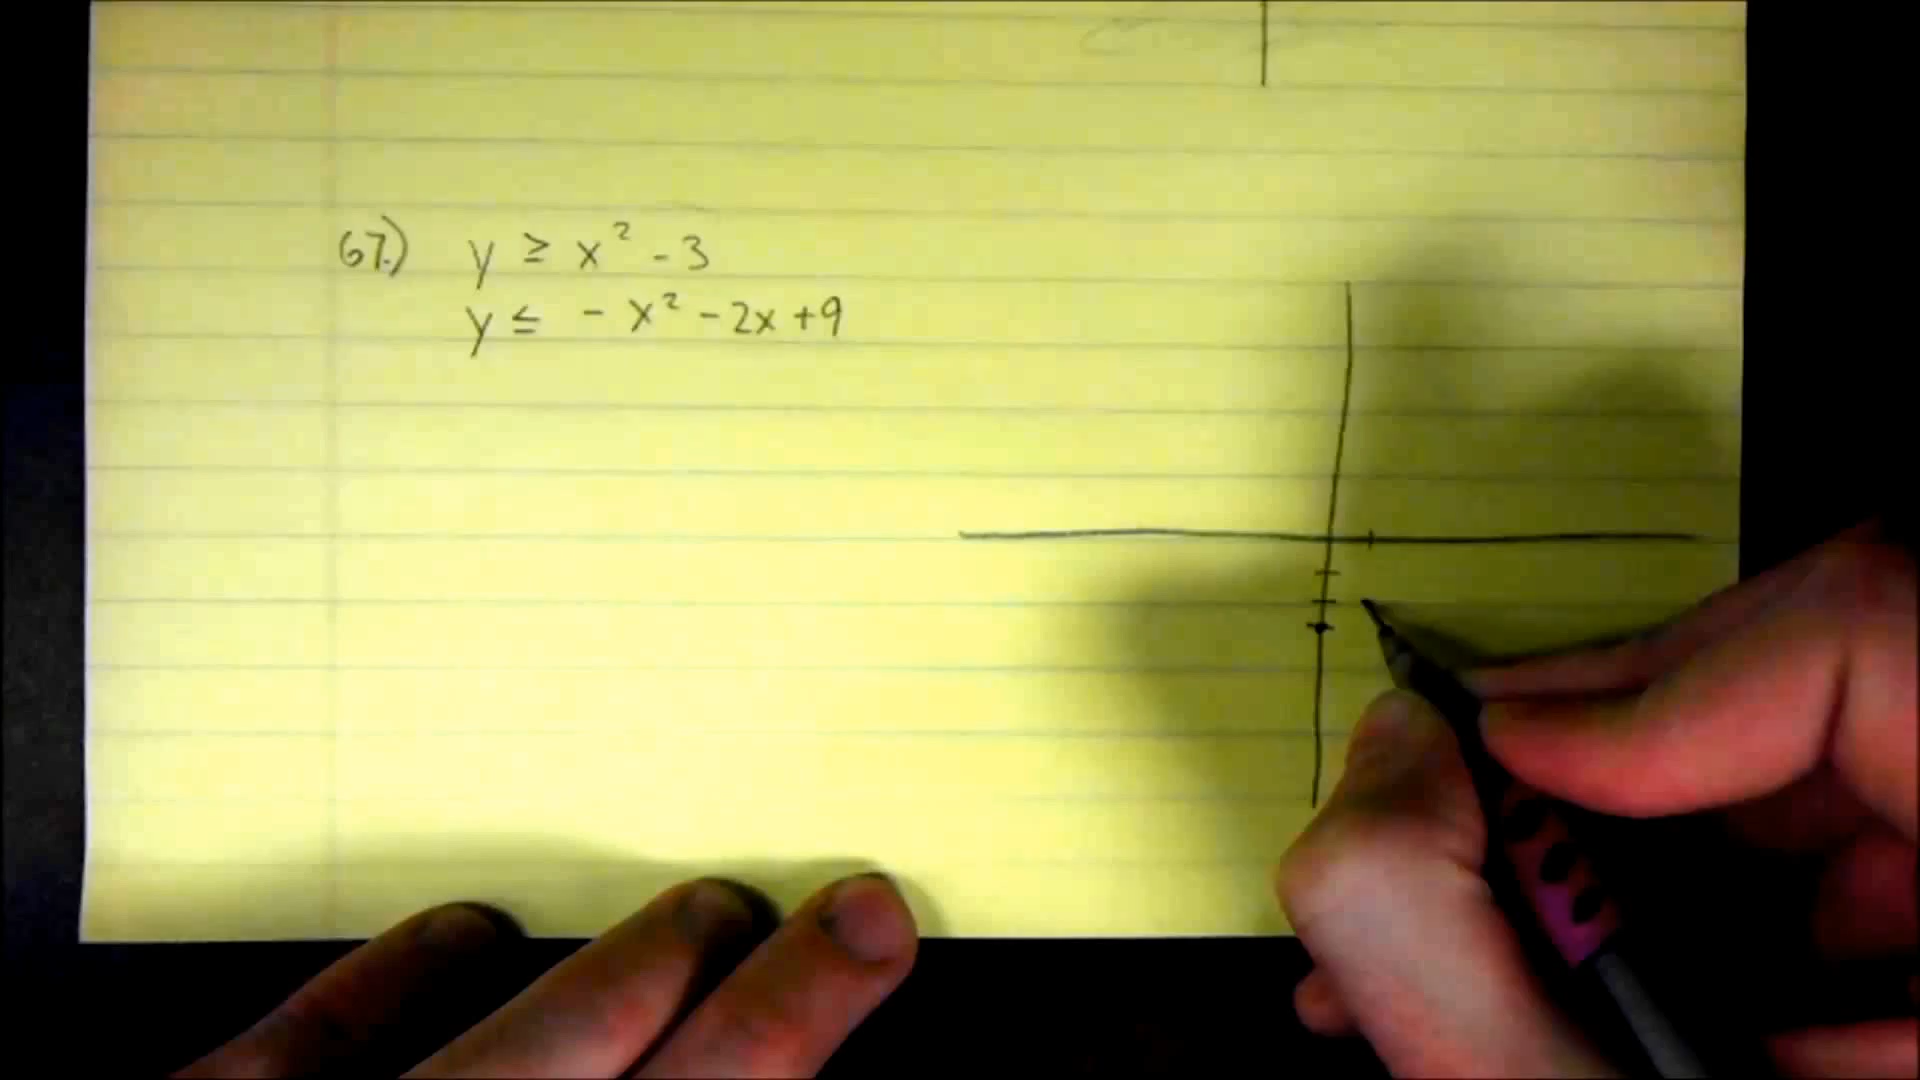 67.) y ≥ x² - 3
y ≤ - x² - 2x + 9